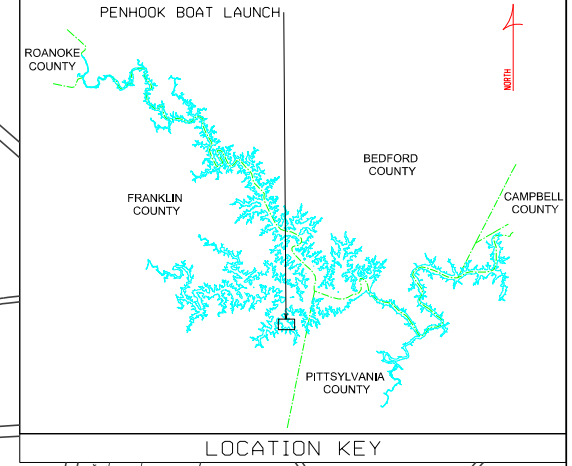 PENHOOK BOAT LAUNCH
ROANOKE
COUNTY
NORTH
BEDFORD
COUNTY
FRANKLIN
COUNTY
CAMPBELL
COUNTY
PITTSYLVANIA
COUNTY
LOCATION KEY